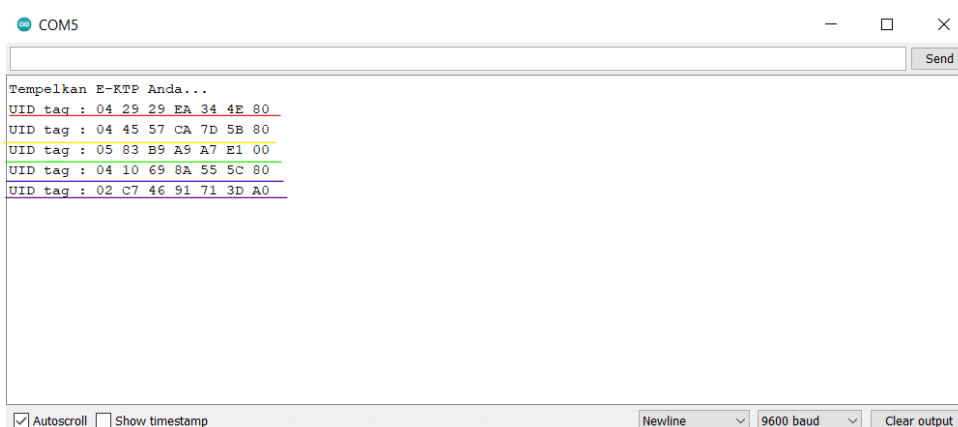 COM5
Send
Tempelkan E-KTP Anda...
UID tag : 04 29 29 EA 34 4E 80
UID tag : 04 45 57 CA 7D 5B 80
UID tag : 05 83 B9 A9 A7 E1 00
UID tag : 04 10 69 8A 55 5C 80
UID tag : 02 C7 46 91 71 3D A0
Autoscroll Show timestamp Newline 9600 baud Clear output